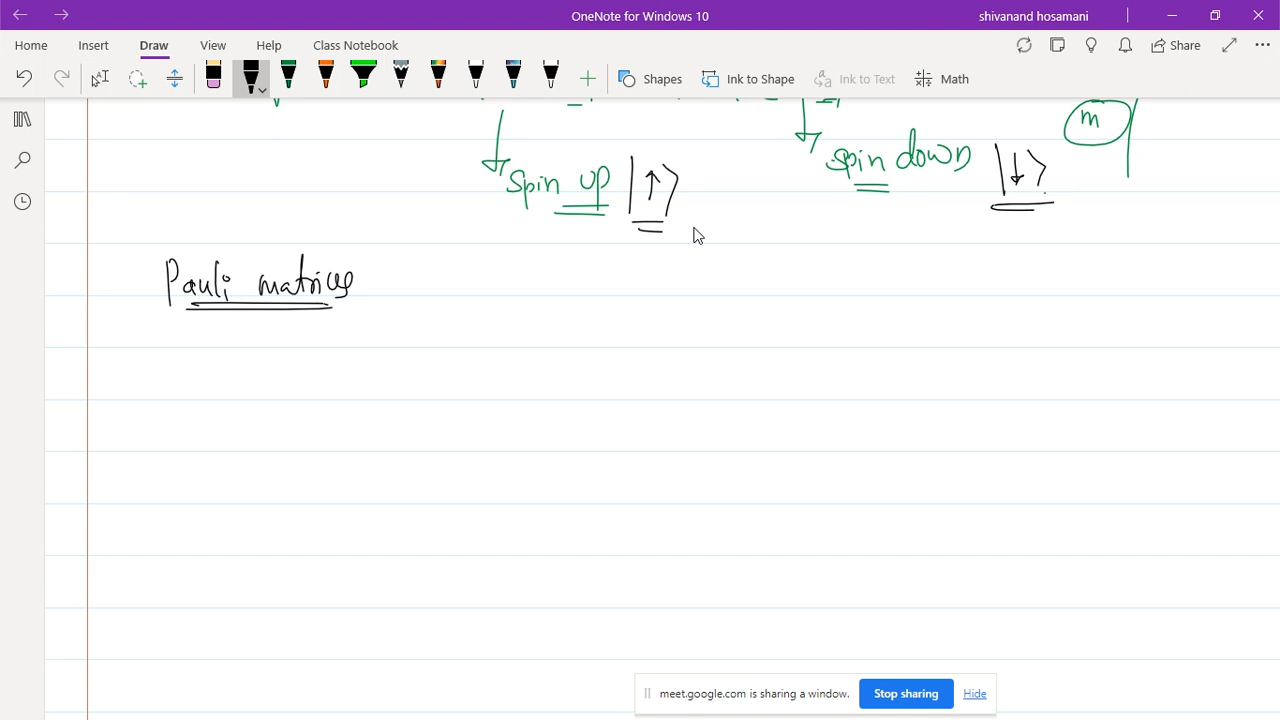 OneNote for Windows 10
shivanand hosamani
Home Insert Draw View Help Class Notebook
Share
Shapes Ink to Shape Ink to Text Math
m
spin down |↓⟩
spin up |↑⟩
Pauli matrices
meet.google.com is sharing a window. Stop sharing Hide